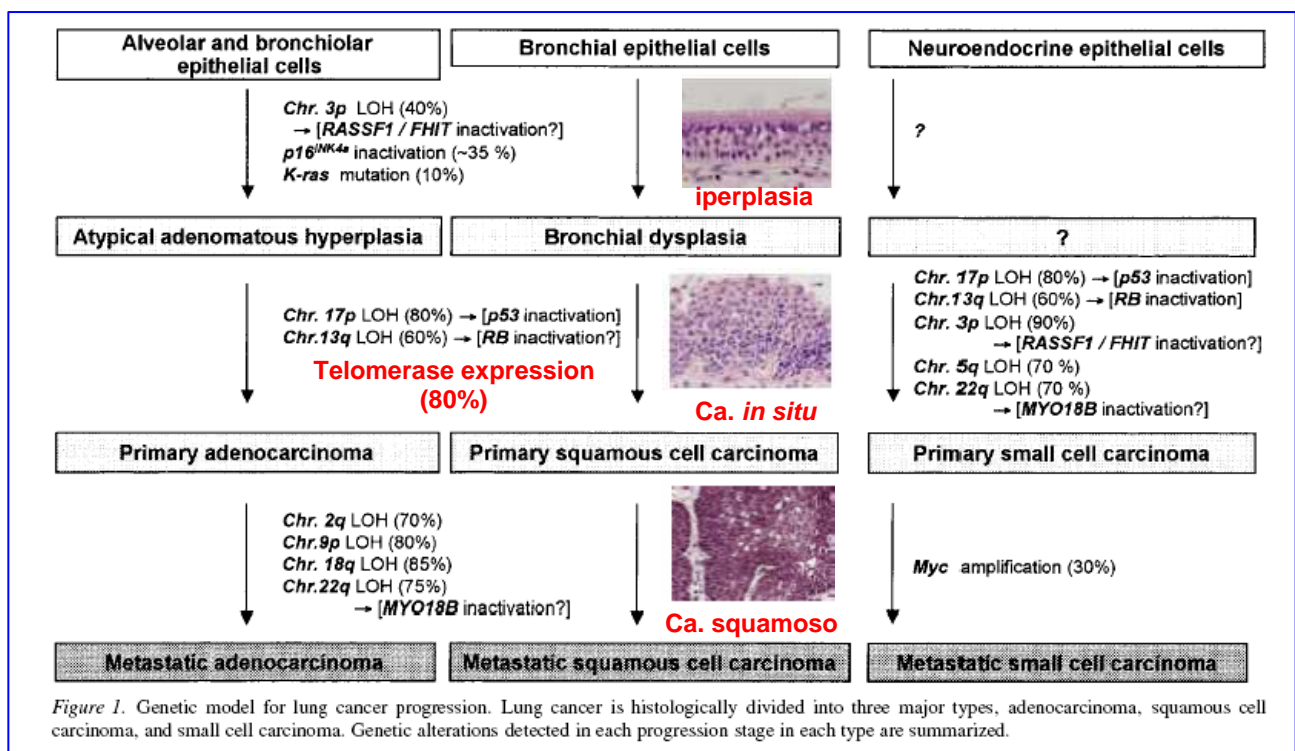 Alveolar and bronchiolar
epithelial cells
Bronchial epithelial cells
Neuroendocrine epithelial cells
Chr. 3p LOH (40%)
→ [RASSF1 / FHIT inactivation?]
p16INK4a inactivation (~35 %)
K-ras mutation (10%)
iperplasia
?
Atypical adenomatous hyperplasia
Bronchial dysplasia
?
Chr. 17p LOH (80%) → [p53 inactivation]
Chr.13q LOH (60%) → [RB inactivation?]
Telomerase expression
(80%)
Ca. in situ
Chr. 17p LOH (80%) → [p53 inactivation]
Chr.13q LOH (60%) → [RB inactivation]
Chr. 3p LOH (90%)
→ [RASSF1 / FHIT inactivation?]
Chr. 5q LOH (70 %)
Chr. 22q LOH (70 %)
→ [MYO18B inactivation?]
Primary adenocarcinoma
Primary squamous cell carcinoma
Primary small cell carcinoma
Chr. 2q LOH (70%)
Chr.9p LOH (80%)
Chr. 18q LOH (85%)
Chr.22q LOH (75%)
→ [MYO18B inactivation?]
Ca. squamoso
Myc amplification (30%)
Metastatic adenocarcinoma
Metastatic squamous cell carcinoma
Metastatic small cell carcinoma
Figure 1. Genetic model for lung cancer progression. Lung cancer is histologically divided into three major types, adenocarcinoma, squamous cell
carcinoma, and small cell carcinoma. Genetic alterations detected in each progression stage in each type are summarized.